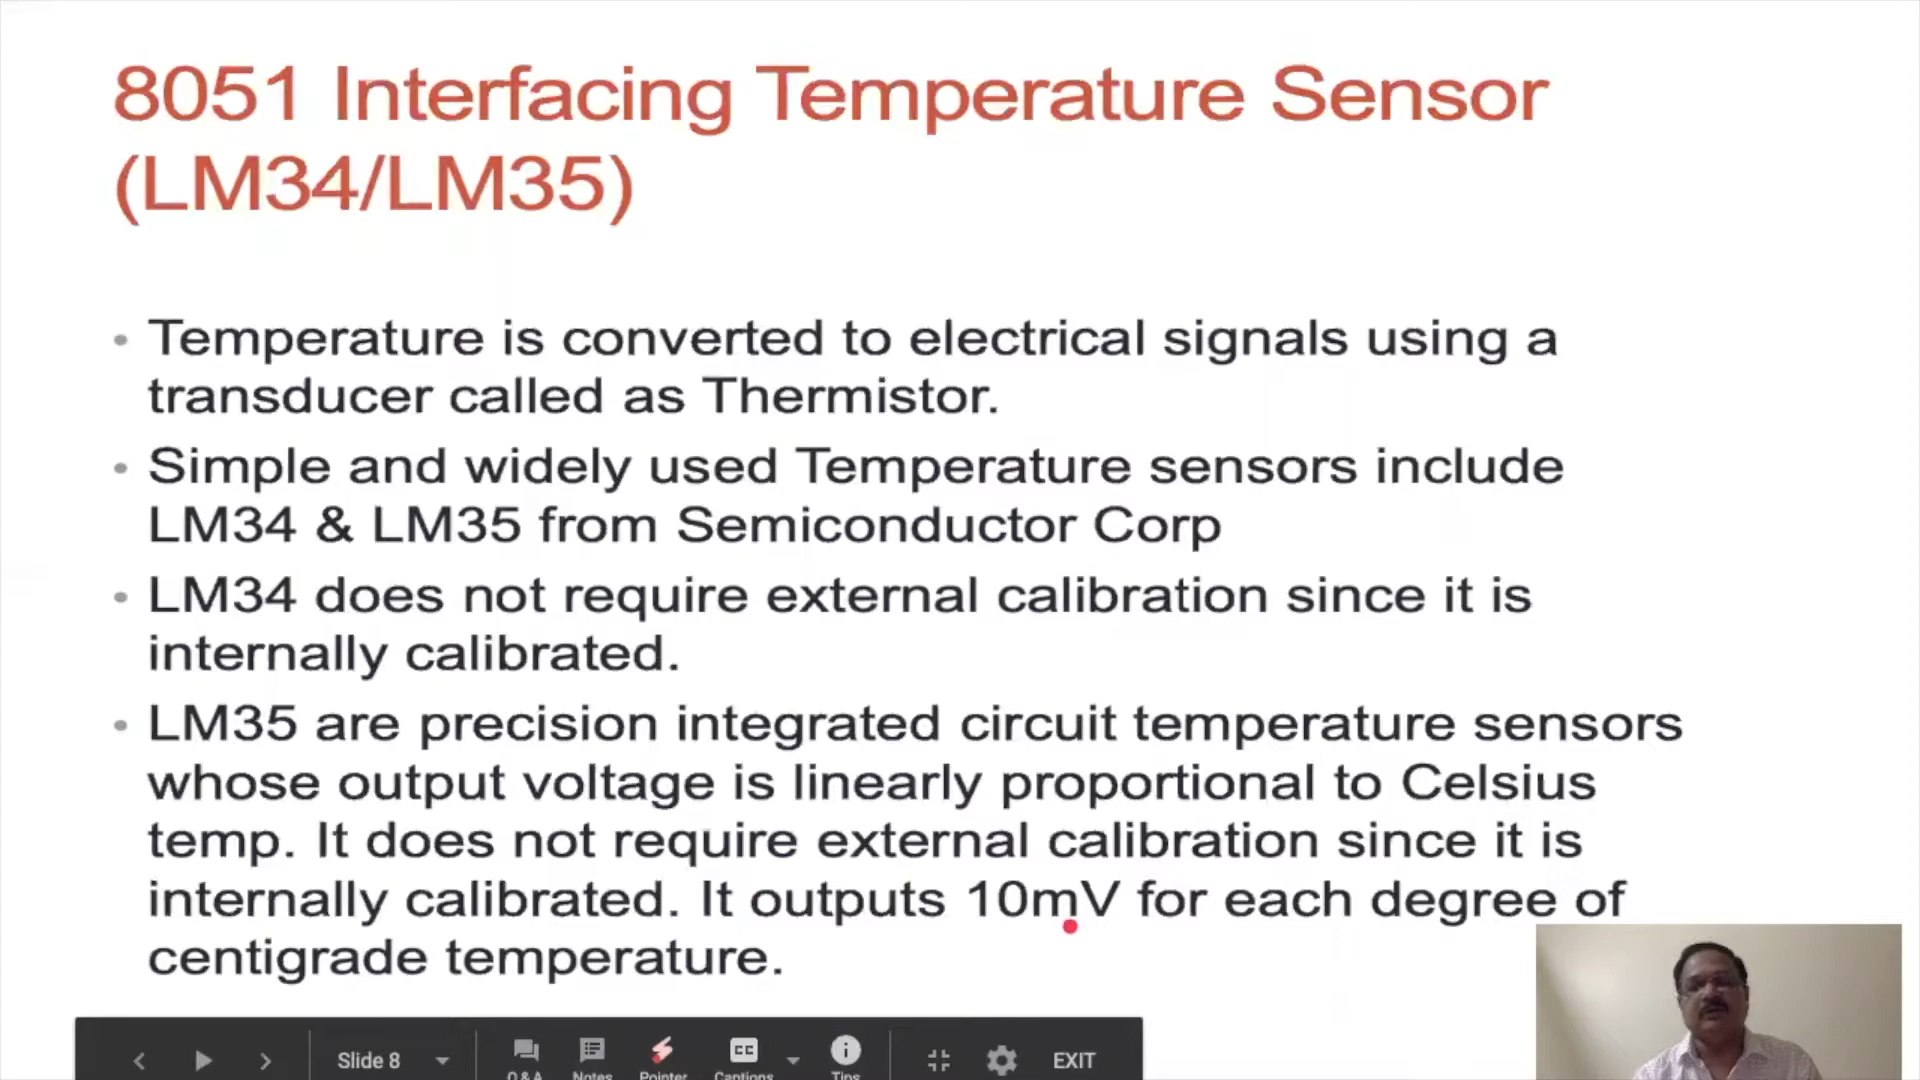 8051 Interfacing Temperature Sensor
(LM34/LM35)
• Temperature is converted to electrical signals using a
transducer called as Thermistor.
• Simple and widely used Temperature sensors include
LM34 & LM35 from Semiconductor Corp
• LM34 does not require external calibration since it is
internally calibrated.
• LM35 are precision integrated circuit temperature sensors
whose output voltage is linearly proportional to Celsius
temp. It does not require external calibration since it is
internally calibrated. It outputs 10mV for each degree of
centigrade temperature.
Slide 8
Q & A
Notes
Pointer
CC
Captions
Tips
EXIT